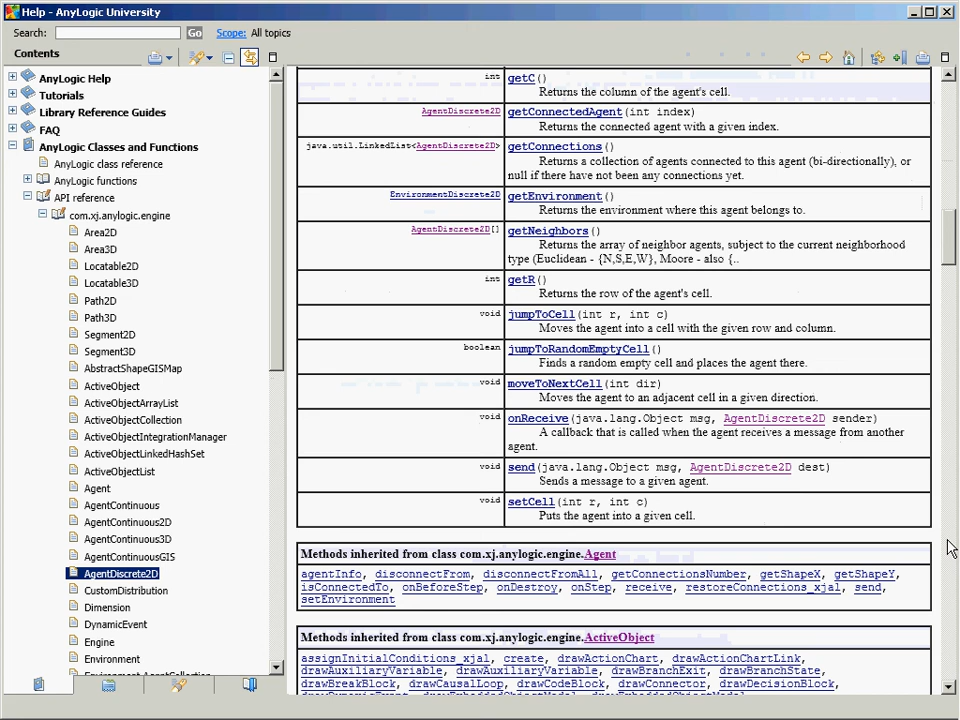 Help - AnyLogic University
Search:
Go
Scope: All topics
Contents
AnyLogic Help
Tutorials
Library Reference Guides
FAQ
AnyLogic Classes and Functions
AnyLogic class reference
AnyLogic functions
API reference
com.xj.anylogic.engine
Area2D
Area3D
Locatable2D
Locatable3D
Path2D
Path3D
Segment2D
Segment3D
AbstractShapeGISMap
ActiveObject
ActiveObjectArrayList
ActiveObjectCollection
ActiveObjectIntegrationManager
ActiveObjectLinkedHashSet
ActiveObjectList
Agent
AgentContinuous
AgentContinuous2D
AgentContinuous3D
AgentContinuousGIS
AgentDiscrete2D
CustomDistribution
Dimension
DynamicEvent
Engine
Environment
int getC()
Returns the column of the agent's cell.
AgentDiscrete2D getConnectedAgent(int index)
Returns the connected agent with a given index.
java.util.LinkedList<AgentDiscrete2D> getConnections()
Returns a collection of agents connected to this agent (bi-directionally), or
null if there have not been any connections yet.
EnvironmentDiscrete2D getEnvironment()
Returns the environment where this agent belongs to.
AgentDiscrete2D[] getNeighbors()
Returns the array of neighbor agents, subject to the current neighborhood
type (Euclidean - {N,S,E,W}, Moore - also {..
int getR()
Returns the row of the agent's cell.
void jumpToCell(int r, int c)
Moves the agent into a cell with the given row and column.
boolean jumpToRandomEmptyCell()
Finds a random empty cell and places the agent there.
void moveToNextCell(int dir)
Moves the agent to an adjacent cell in a given direction.
void onReceive(java.lang.Object msg, AgentDiscrete2D sender)
A callback that is called when the agent receives a message from another
agent.
void send(java.lang.Object msg, AgentDiscrete2D dest)
Sends a message to a given agent.
void setCell(int r, int c)
Puts the agent into a given cell.
Methods inherited from class com.xj.anylogic.engine.Agent
agentInfo, disconnectFrom, disconnectFromAll, getConnectionsNumber, getShapeX, getShapeY,
isConnectedTo, onBeforeStep, onDestroy, onStep, receive, restoreConnections_xjal, send,
setEnvironment
Methods inherited from class com.xj.anylogic.engine.ActiveObject
assignInitialConditions_xjal, create, drawActionChart, drawActionChartLink,
drawAuxiliaryVariable, drawAuxiliaryVariable, drawBranchExit, drawBranchState,
drawBreakBlock, drawCausalLoop, drawCodeBlock, drawConnector, drawDecisionBlock,